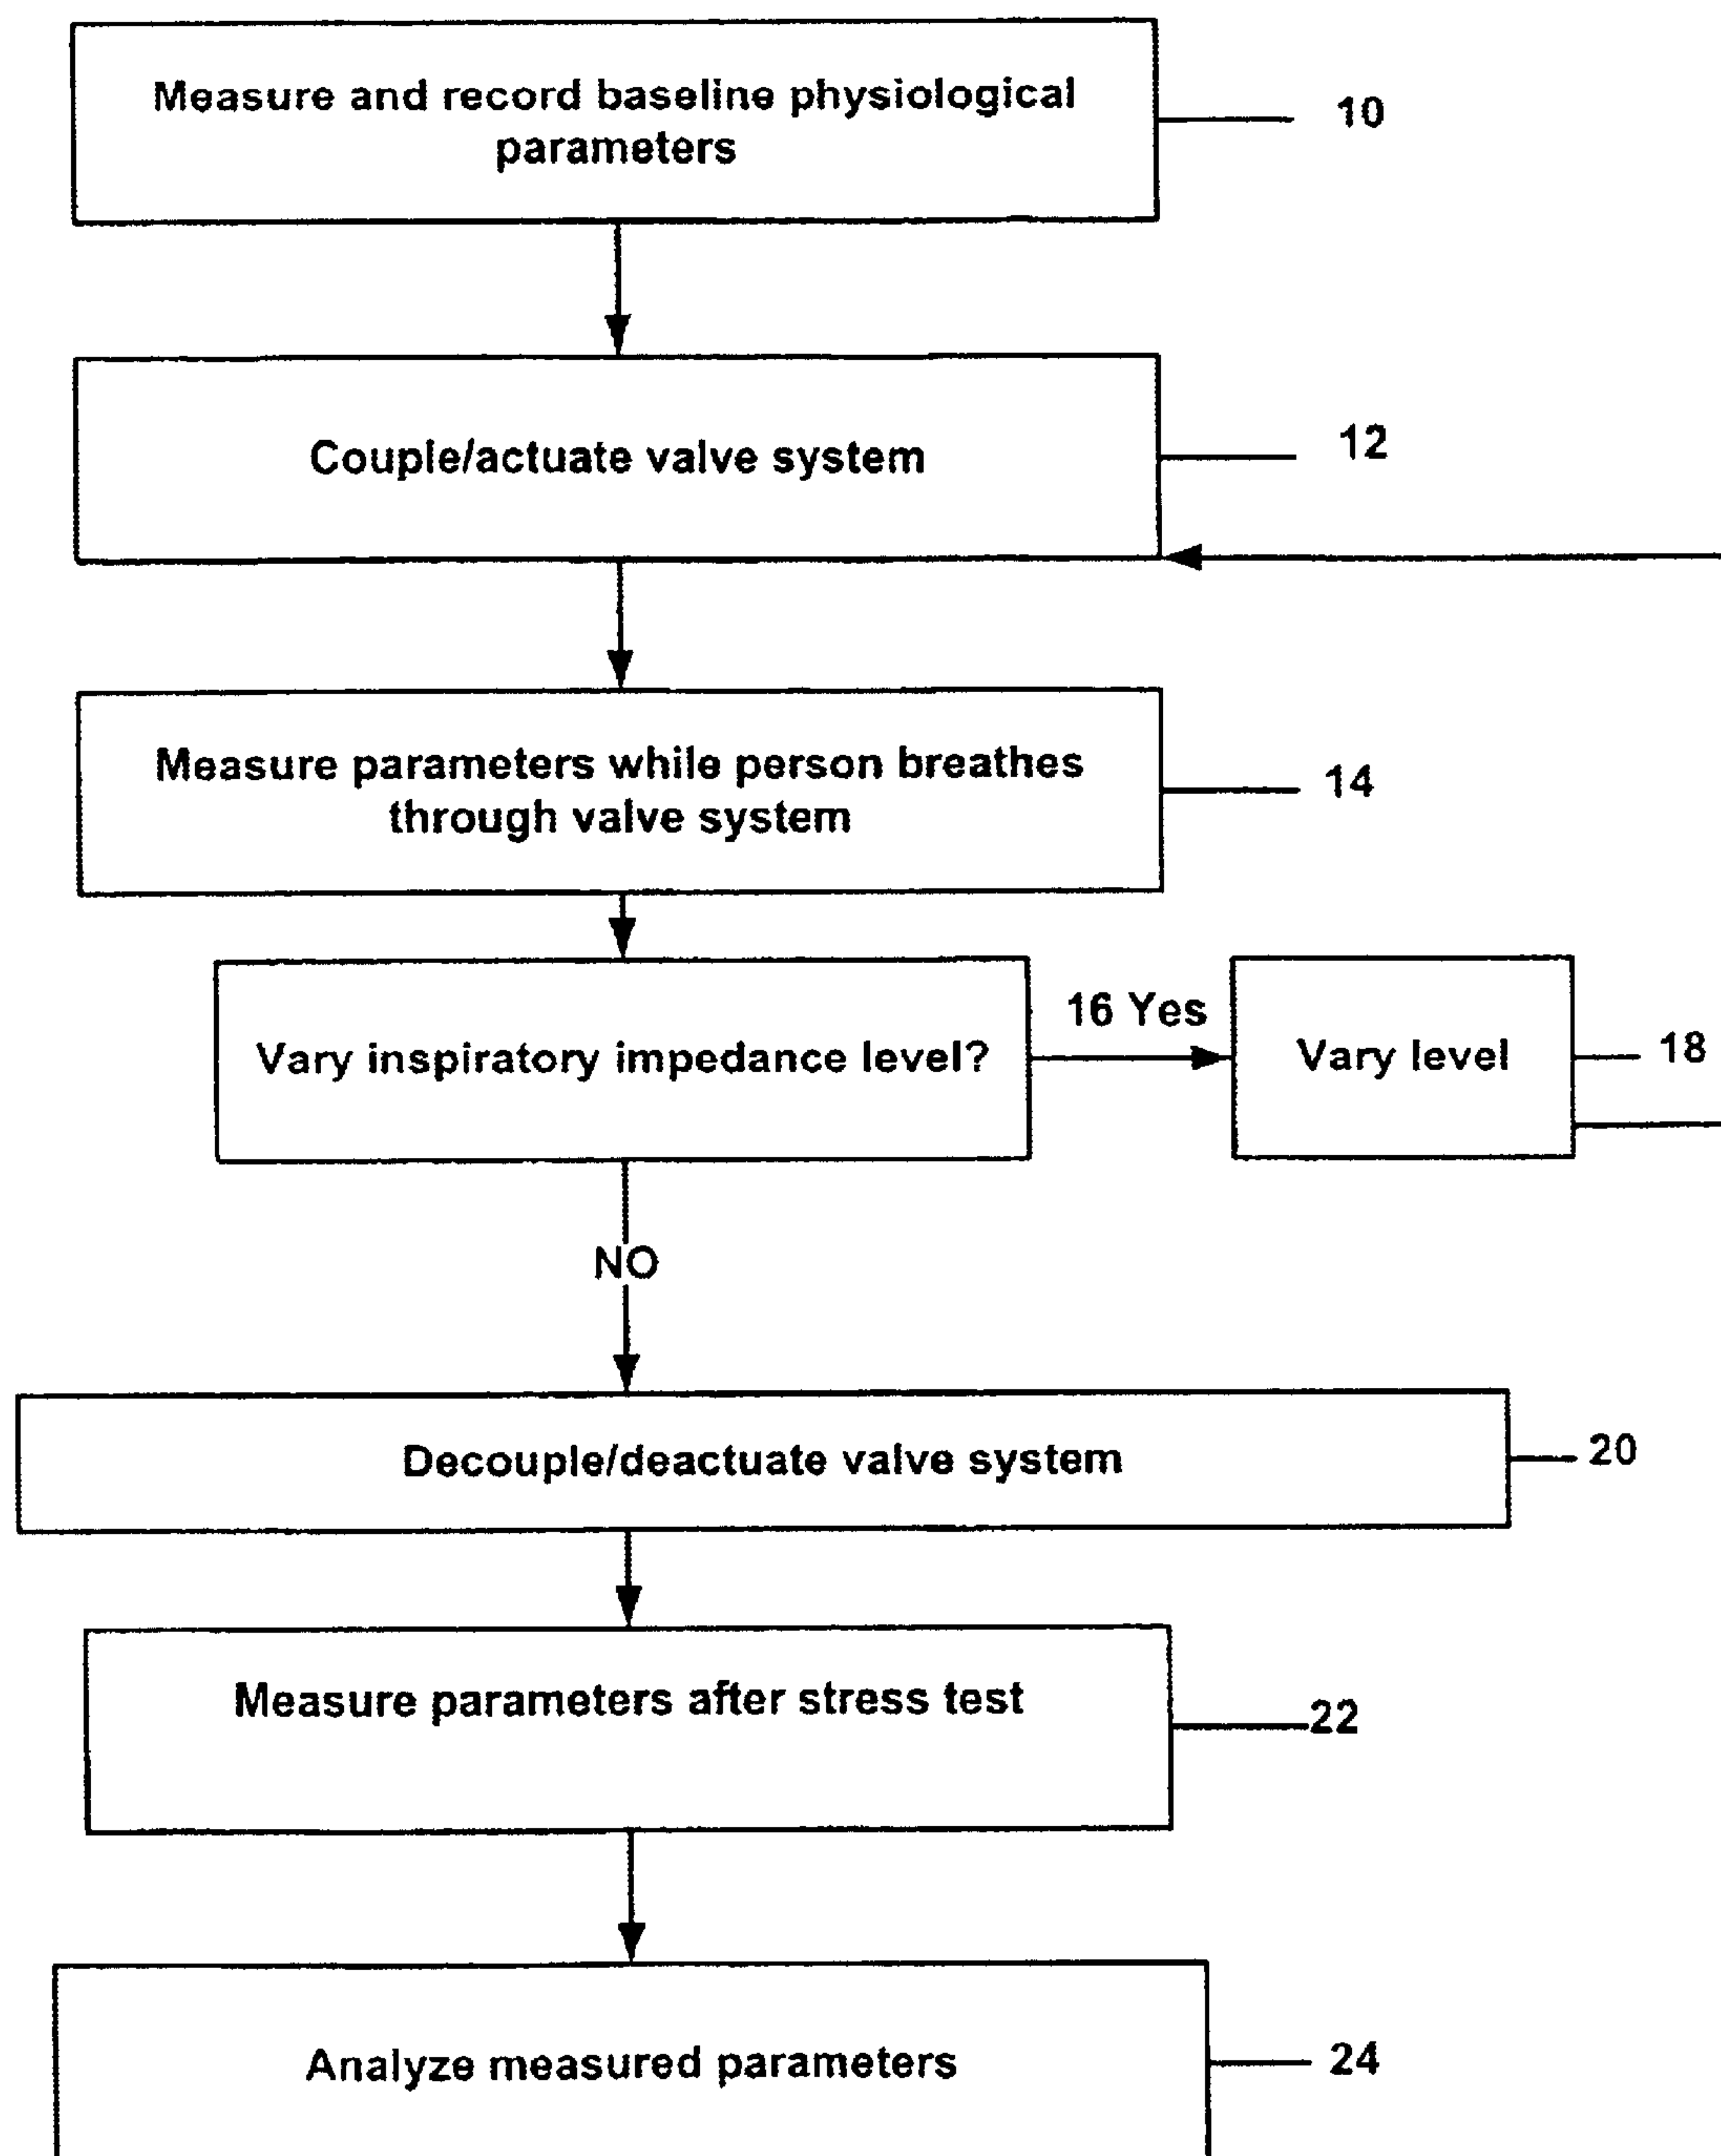 Measure and record baseline physiological
parameters
10
Couple/actuate valve system
12
Measure parameters while person breathes
through valve system
14
Vary inspiratory impedance level?
16 Yes
Vary level
18
NO
Decouple/deactuate valve system
20
Measure parameters after stress test
22
Analyze measured parameters
24